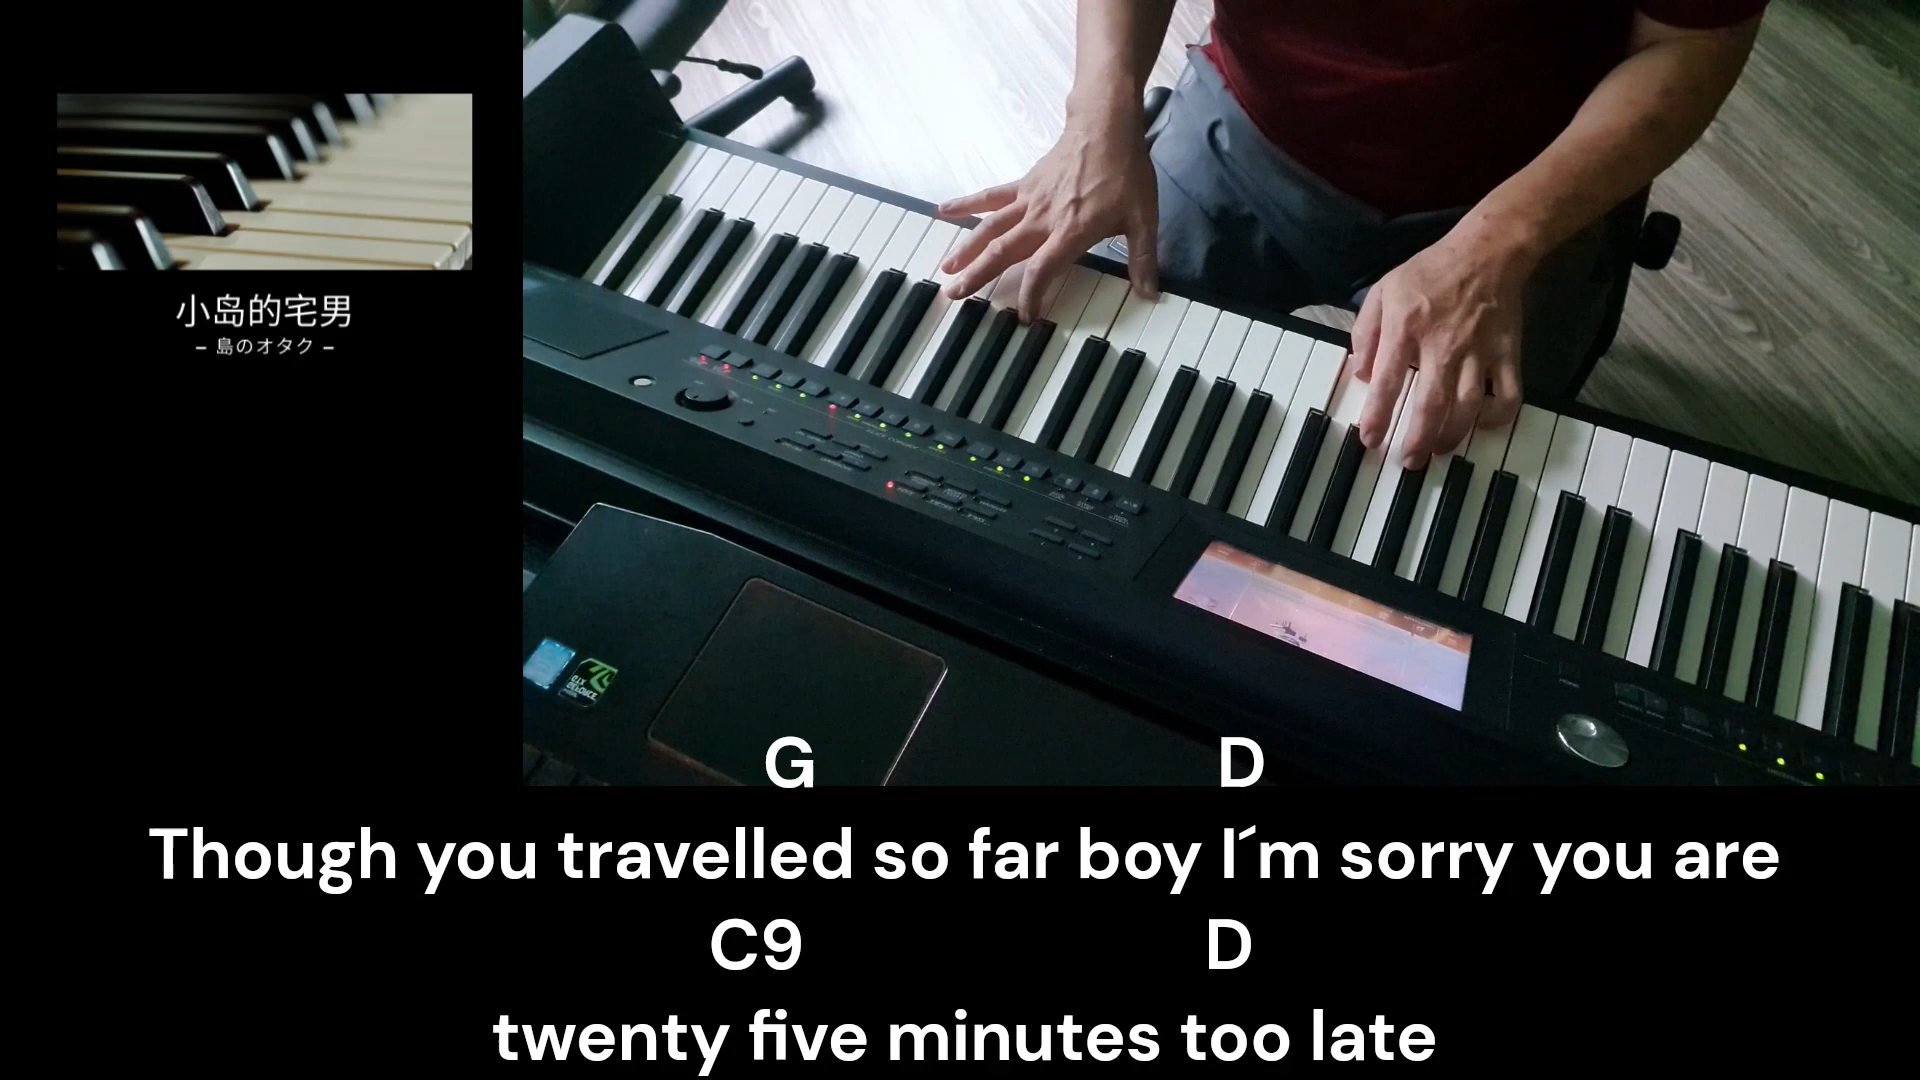 小岛的宅男
– 島のオタク –
G D
Though you travelled so far boy I´m sorry you are
C9 D
twenty five minutes too late